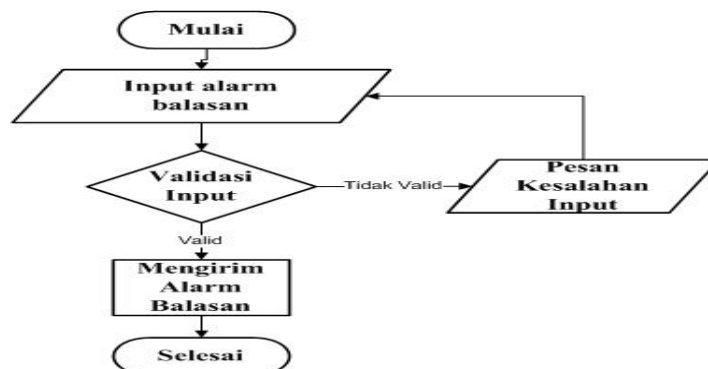 Mulai
Input alarm
balasan
Validasi
Input
Tidak Valid
Pesan
Kesalahan
Input
Valid
Mengirim
Alarm
Balasan
Selesai